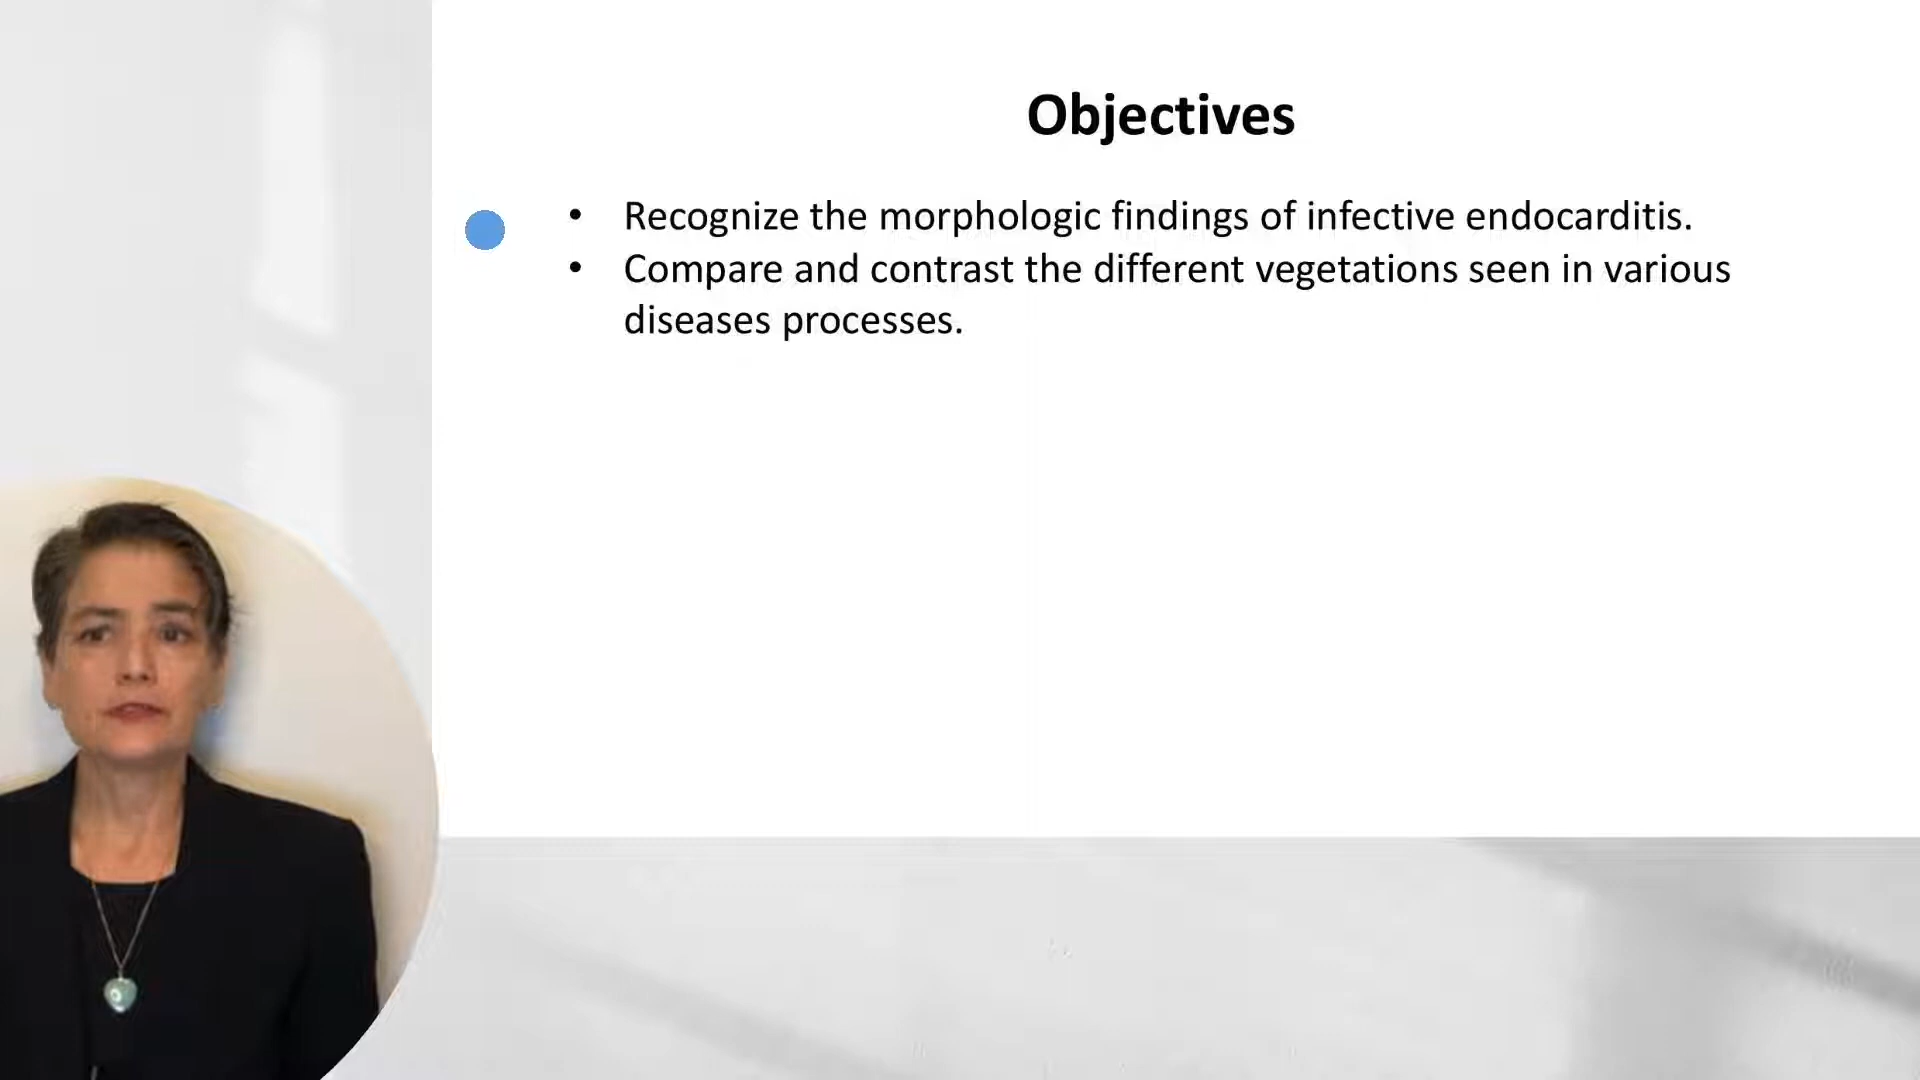 Objectives
• Recognize the morphologic findings of infective endocarditis.
• Compare and contrast the different vegetations seen in various
diseases processes.